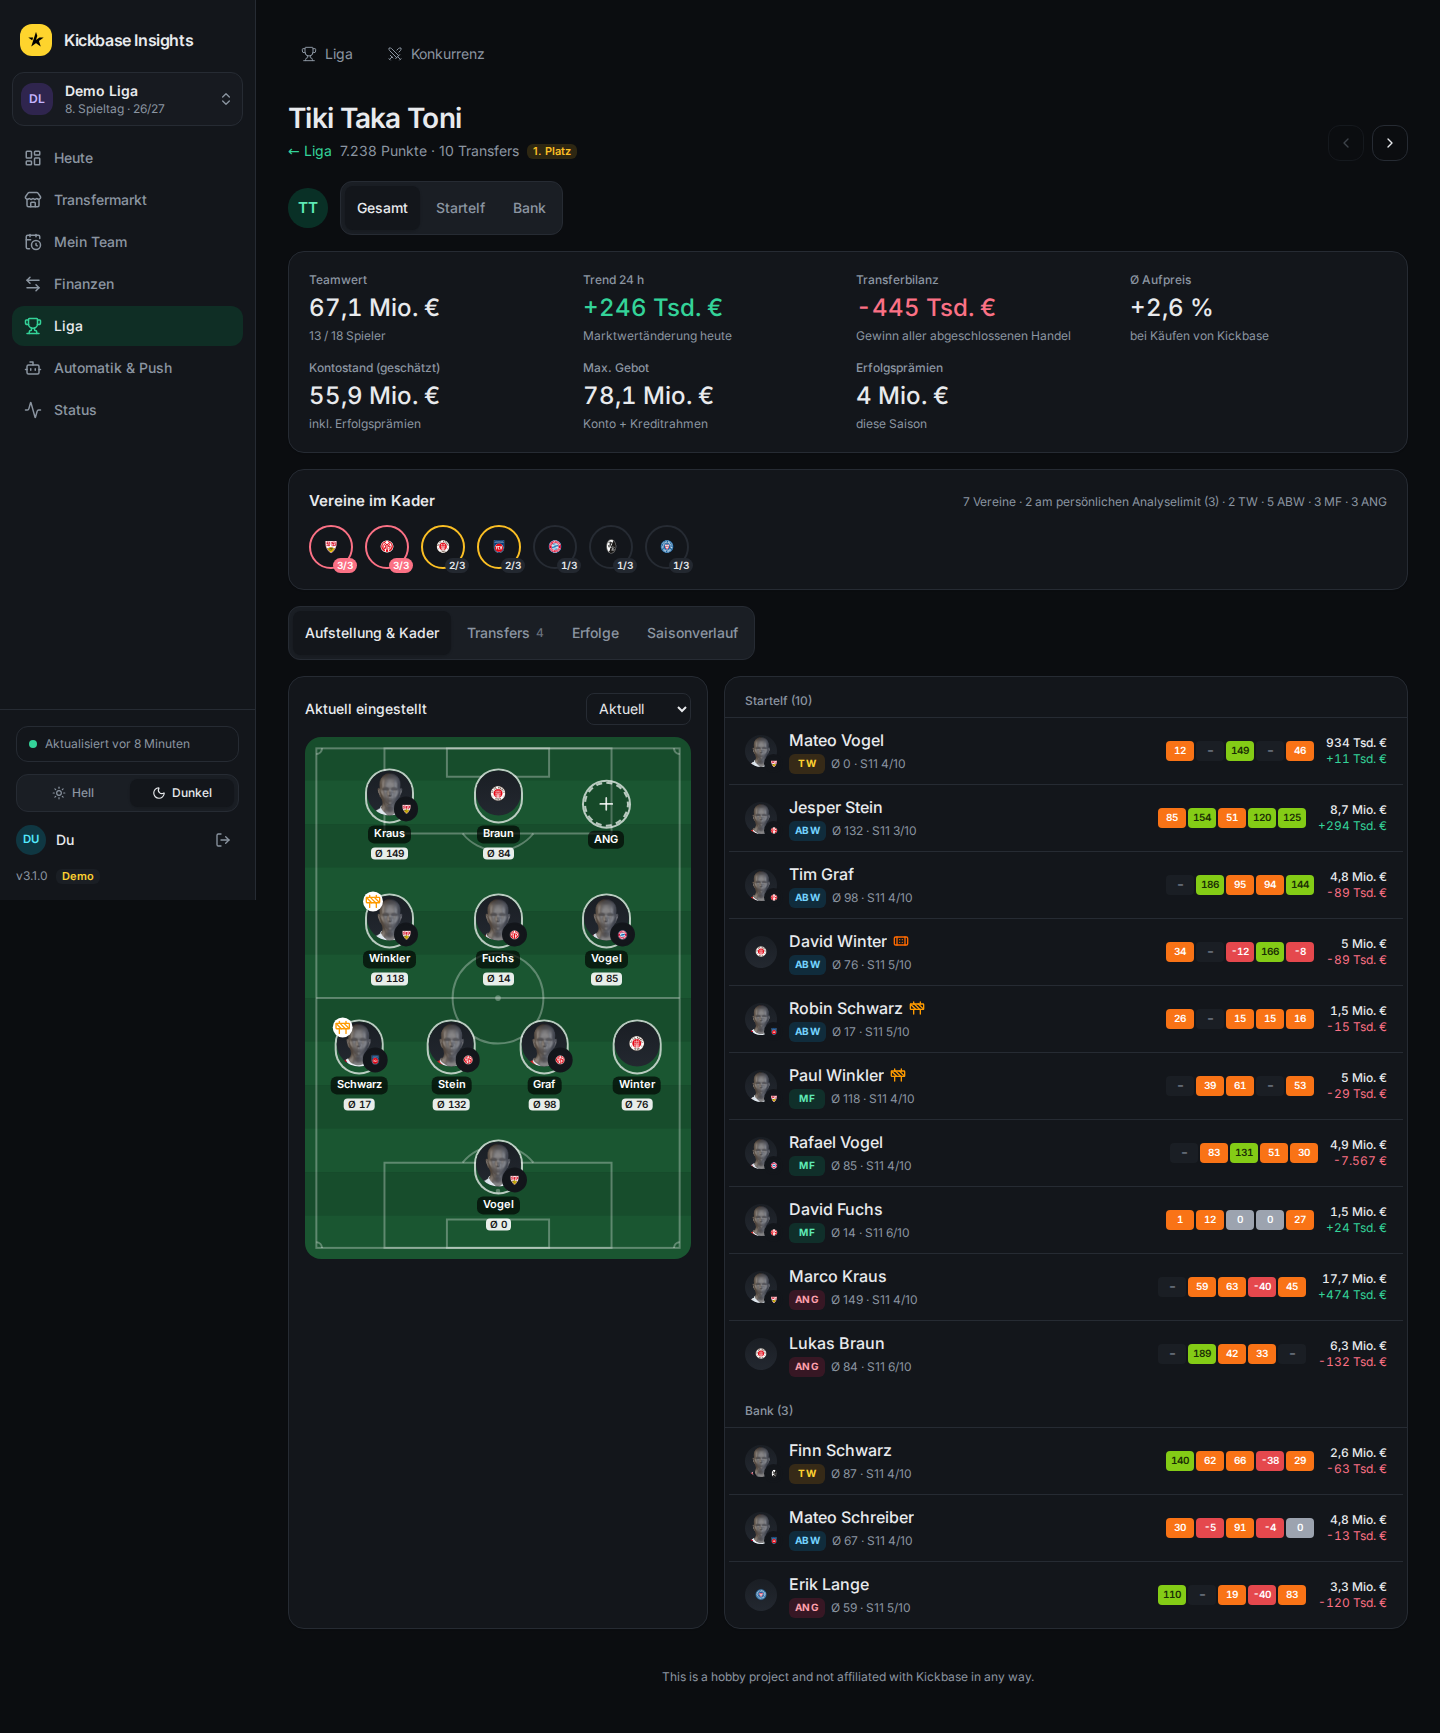 Kickbase Insights
DL
Demo Liga
8. Spieltag · 26/27
Heute
Transfermarkt
Mein Team
Finanzen
Liga
Automatik & Push
Status
Aktualisiert vor 8 Minuten
Hell
Dunkel
DU
Du
v3.1.0
Demo
Liga
Konkurrenz
Tiki Taka Toni
← Liga 7.238 Punkte · 10 Transfers 1. Platz
TT
Gesamt
Startelf
Bank
Teamwert
67,1 Mio. €
13 / 18 Spieler
Trend 24 h
+246 Tsd. €
Marktwertänderung heute
Transferbilanz
-445 Tsd. €
Gewinn aller abgeschlossenen Handel
Ø Aufpreis
+2,6 %
bei Käufen von Kickbase
Kontostand (geschätzt)
55,9 Mio. €
inkl. Erfolgsprämien
Max. Gebot
78,1 Mio. €
Konto + Kreditrahmen
Erfolgsprämien
4 Mio. €
diese Saison
Vereine im Kader
7 Vereine · 2 am persönlichen Analyselimit (3) · 2 TW · 5 ABW · 3 MF · 3 ANG
3/3
3/3
2/3
2/3
1/3
1/3
1/3
Aufstellung & Kader
Transfers 4
Erfolge
Saisonverlauf
Aktuell eingestellt
Aktuell
Kraus
Ø 149
Braun
Ø 84
ANG
Winkler
Ø 118
Fuchs
Ø 14
Vogel
Ø 85
Schwarz
Ø 17
Stein
Ø 132
Graf
Ø 98
Winter
Ø 76
Vogel
Ø 0
Startelf (10)
Mateo Vogel
TW Ø 0 · S11 4/10
12 – 149 – 46
934 Tsd. €
+11 Tsd. €
Jesper Stein
ABW Ø 132 · S11 3/10
85 154 51 120 125
8,7 Mio. €
+294 Tsd. €
Tim Graf
ABW Ø 98 · S11 4/10
– 186 95 94 144
4,8 Mio. €
-89 Tsd. €
David Winter
ABW Ø 76 · S11 5/10
34 – -12 166 -8
5 Mio. €
-89 Tsd. €
Robin Schwarz
ABW Ø 17 · S11 5/10
26 – 15 15 16
1,5 Mio. €
-15 Tsd. €
Paul Winkler
MF Ø 118 · S11 4/10
– 39 61 – 53
5 Mio. €
-29 Tsd. €
Rafael Vogel
MF Ø 85 · S11 4/10
– 83 131 51 30
4,9 Mio. €
-7.567 €
David Fuchs
MF Ø 14 · S11 6/10
1 12 0 0 27
1,5 Mio. €
+24 Tsd. €
Marco Kraus
ANG Ø 149 · S11 4/10
– 59 63 -40 45
17,7 Mio. €
+474 Tsd. €
Lukas Braun
ANG Ø 84 · S11 6/10
– 189 42 33 –
6,3 Mio. €
-132 Tsd. €
Bank (3)
Finn Schwarz
TW Ø 87 · S11 4/10
140 62 66 -38 29
2,6 Mio. €
-63 Tsd. €
Mateo Schreiber
ABW Ø 67 · S11 4/10
30 -5 91 -4 0
4,8 Mio. €
-13 Tsd. €
Erik Lange
ANG Ø 59 · S11 5/10
110 – 19 -40 83
3,3 Mio. €
-120 Tsd. €
This is a hobby project and not affiliated with Kickbase in any way.